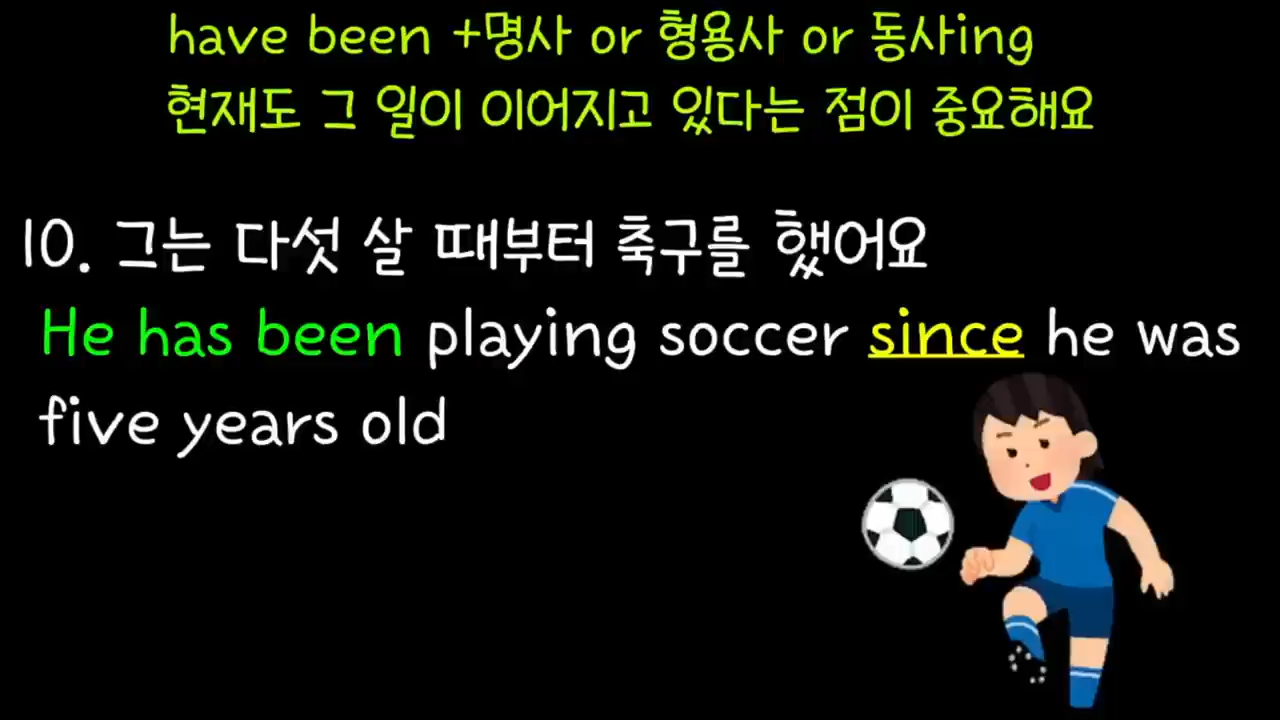 have been +명사 or 형용사 or 동사ing
현재도 그 일이 이어지고 있다는 점이 중요해요
10. 그는 다섯 살 때부터 축구를 했어요
He has been playing soccer since he was
five years old